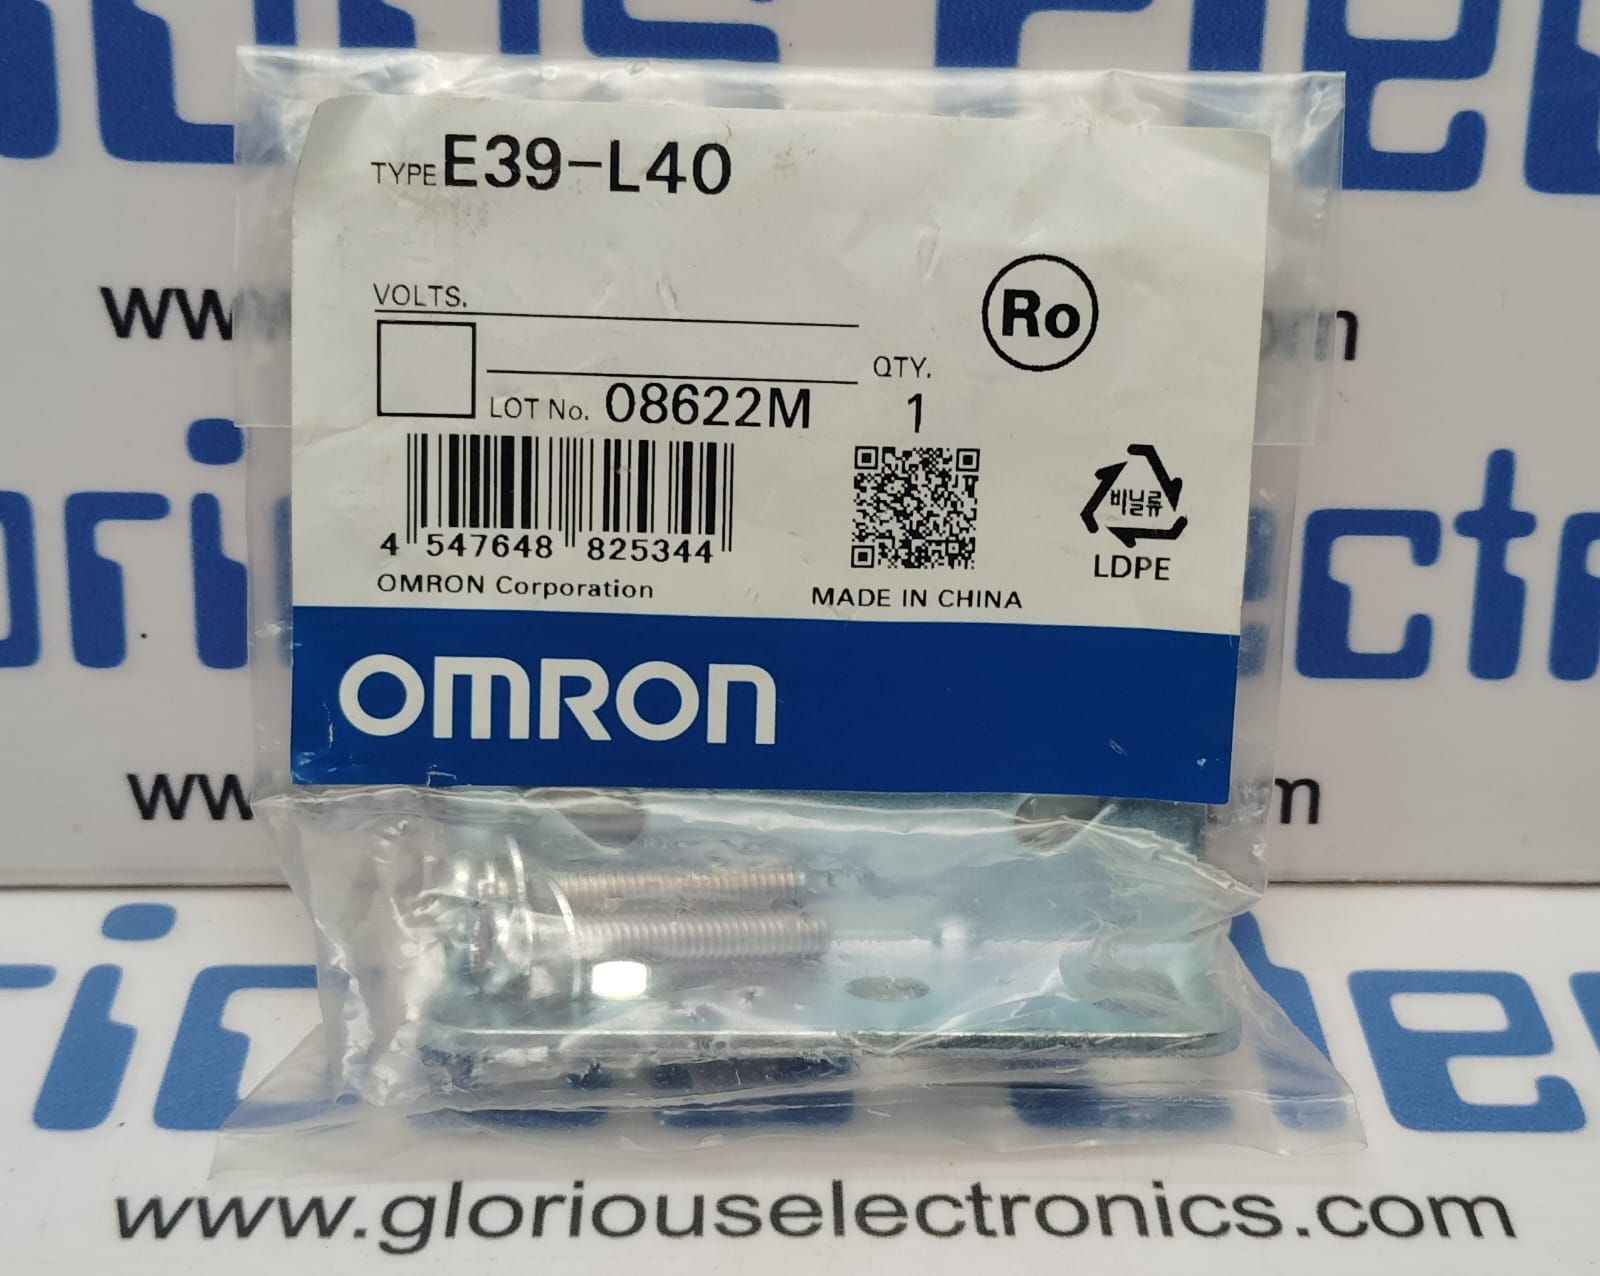 TYPE E39-L40
VOLTS.
Ro
QTY.
LOT No. 08622M 1
4 547648 825344
비닐류
LDPE
OMRON Corporation
MADE IN CHINA
OMRON
www.gloriouselectronics.com